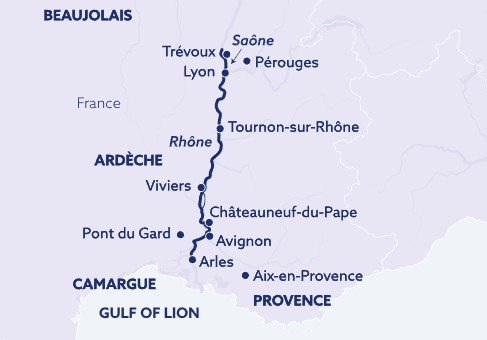 BEAUJOLAIS
Saône
Trévoux
Pérouges
Lyon
France
Tournon-sur-Rhône
Rhône
ARDÈCHE
Viviers
Châteauneuf-du-Pape
Pont du Gard
Avignon
Arles
Aix-en-Provence
CAMARGUE
PROVENCE
GULF OF LION